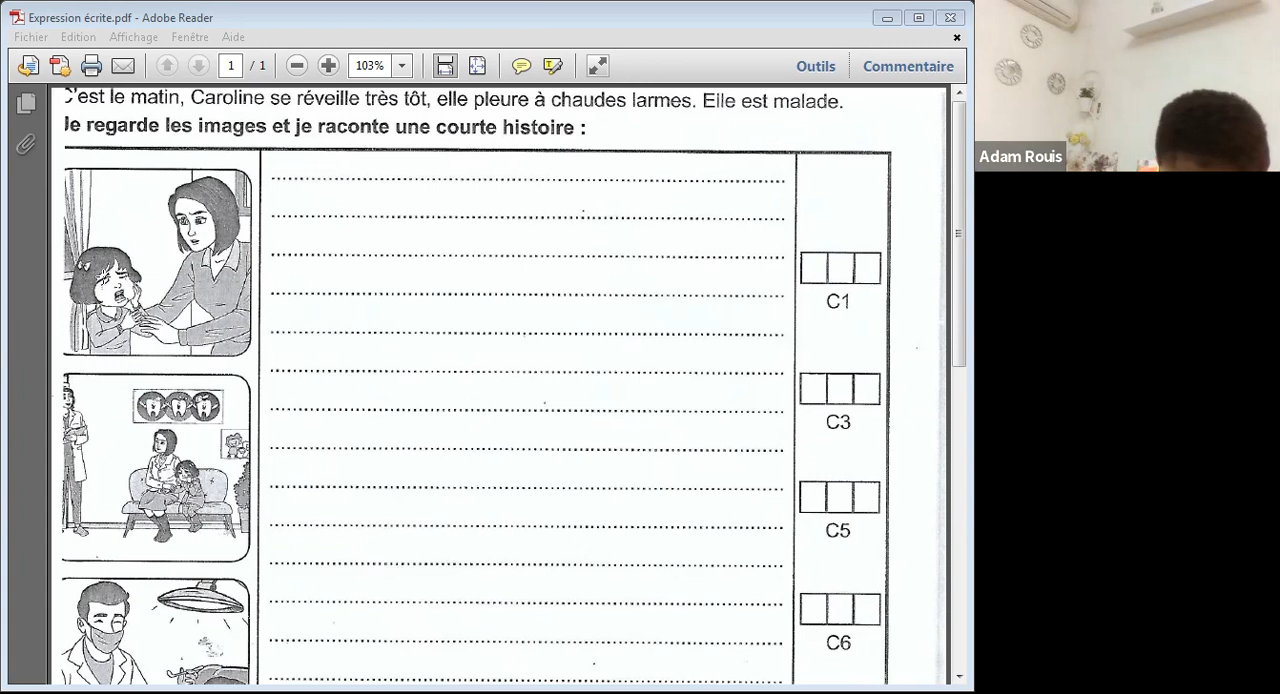 Expression écrite.pdf - Adobe Reader
Fichier Edition Affichage Fenêtre Aide
1 / 1 103% Outils Commentaire
C'est le matin, Caroline se réveille très tôt, elle pleure à chaudes larmes. Elle est malade.
Je regarde les images et je raconte une courte histoire :
Adam Rouis
C1
C3
C5
C6